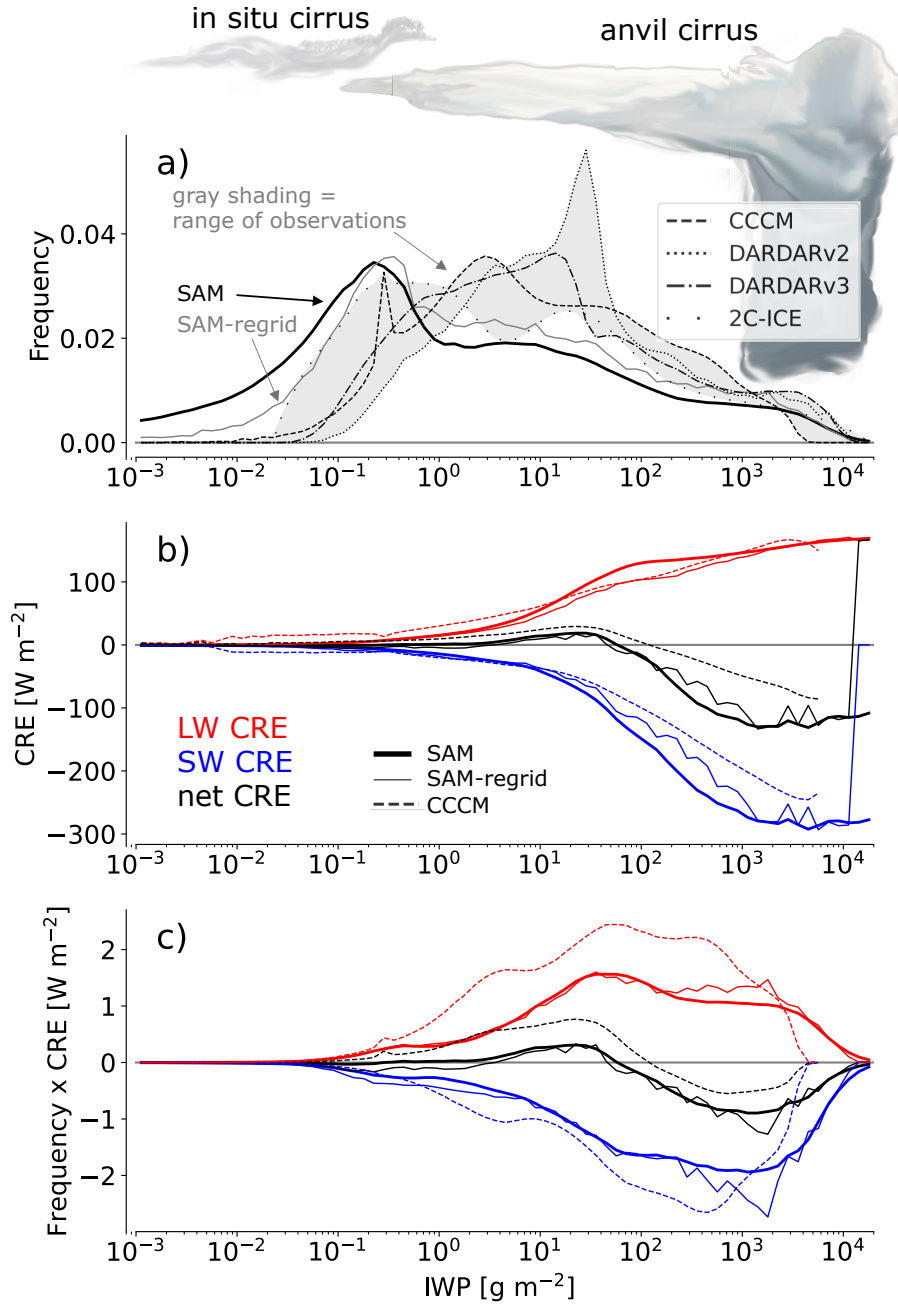 in situ cirrus
anvil cirrus
a)
gray shading =
range of observations
SAM
SAM-regrid
CCCM
DARDARv2
DARDARv3
2C-ICE
Frequency
0.04
0.02
0.00
10⁻³ 10⁻² 10⁻¹ 10⁰ 10¹ 10² 10³ 10⁴
b)
CRE [W m⁻²]
100
0
−100
−200
−300
LW CRE
SW CRE
net CRE
SAM
SAM-regrid
CCCM
10⁻³ 10⁻² 10⁻¹ 10⁰ 10¹ 10² 10³ 10⁴
c)
Frequency x CRE [W m⁻²]
2
1
0
−1
−2
10⁻³ 10⁻² 10⁻¹ 10⁰ 10¹ 10² 10³ 10⁴
IWP [g m⁻²]